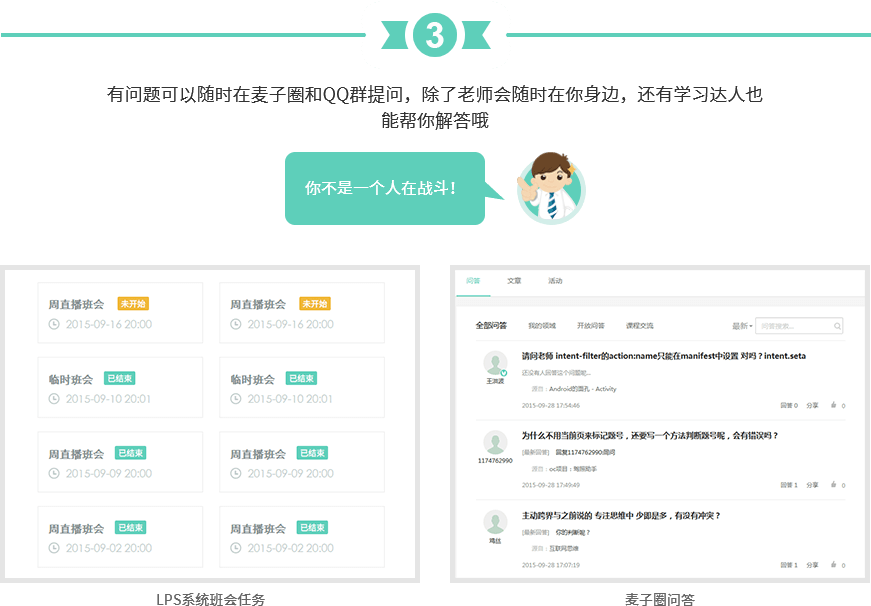 3
有问题可以随时在麦子圈和QQ群提问，除了老师会随时在你身边，还有学习达人也
能帮你解答哦
你不是一个人在战斗！
周直播班会 未开始
2015-09-16 20:00
周直播班会 未开始
2015-09-16 20:00
临时班会 已结束
2015-09-10 20:01
临时班会 已结束
2015-09-10 20:01
周直播班会 已结束
2015-09-09 20:00
周直播班会 已结束
2015-09-09 20:00
周直播班会 已结束
2015-09-02 20:00
周直播班会 已结束
2015-09-02 20:00
LPS系统班会任务
问答 文章 活动
全部问答 我的领域 开放问答 课程交流 最新 问答搜索...
请问老师 intent-filter的action:name只能在manifest中设置 对吗？intent.seta
还没有人回答这个问题呢...
王洪波
源自：Android的面孔 - Activity
2015-09-28 17:54:46 回答 0 分享 0
为什么不用当前页来标记题号，还要写一个方法判断题号呢，会有错误吗？
[最新回答] 回复1174762990:嗯问
1174762990
源自：oc项目：驾照助手
2015-09-28 17:49:49 回答 1 分享 0
主动跨界与之前说的 专注思维中 少即是多，有没有冲突？
[最新回答] 你的判断呢？
源自：互联网思维
2015-09-28 17:07:19 回答 1 分享 0
麦子圈问答